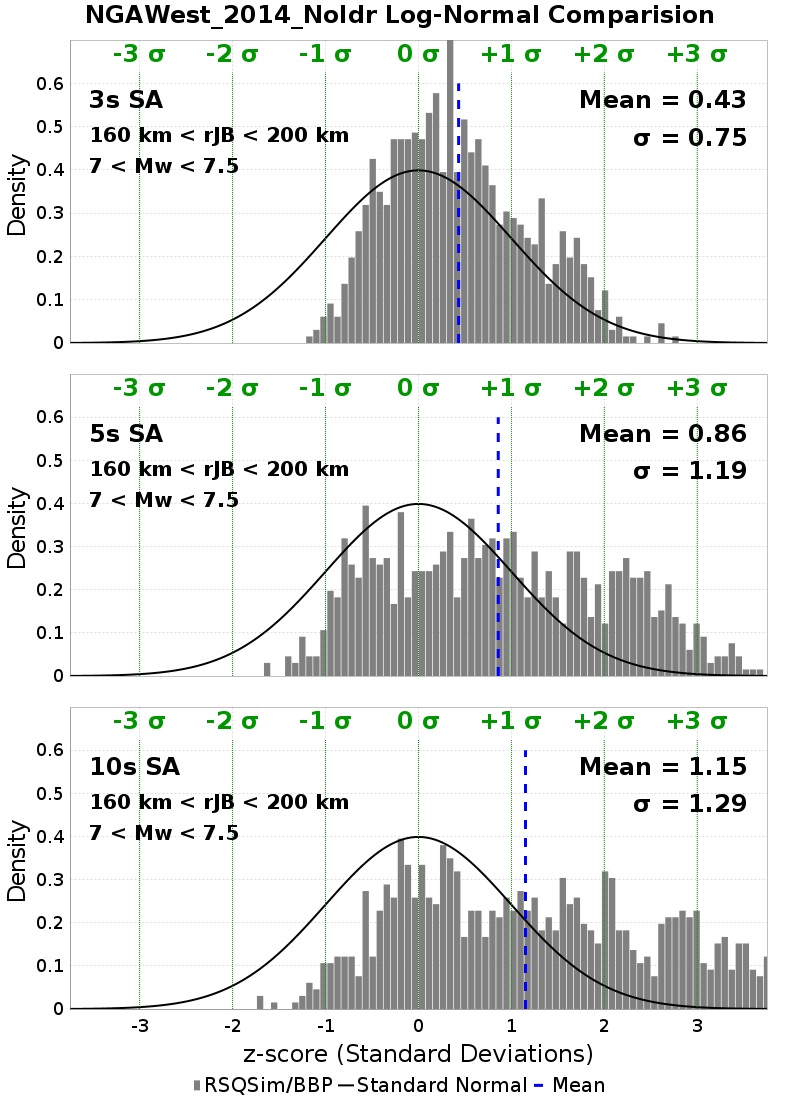 NGAWest_2014_NoIdr Log-Normal Comparision
-3 σ -2 σ -1 σ 0 σ +1 σ +2 σ +3 σ
3s SA
Mean = 0.43
160 km < rJB < 200 km
σ = 0.75
7 < Mw < 7.5
Density
0.6
0.5
0.4
0.3
0.2
0.1
0
-3 σ -2 σ -1 σ 0 σ +1 σ +2 σ +3 σ
5s SA
Mean = 0.86
160 km < rJB < 200 km
σ = 1.19
7 < Mw < 7.5
Density
0.6
0.5
0.4
0.3
0.2
0.1
0
-3 σ -2 σ -1 σ 0 σ +1 σ +2 σ +3 σ
10s SA
Mean = 1.15
160 km < rJB < 200 km
σ = 1.29
7 < Mw < 7.5
Density
0.6
0.5
0.4
0.3
0.2
0.1
0
-3 -2 -1 0 1 2 3
z-score (Standard Deviations)
RSQSim/BBP Standard Normal Mean